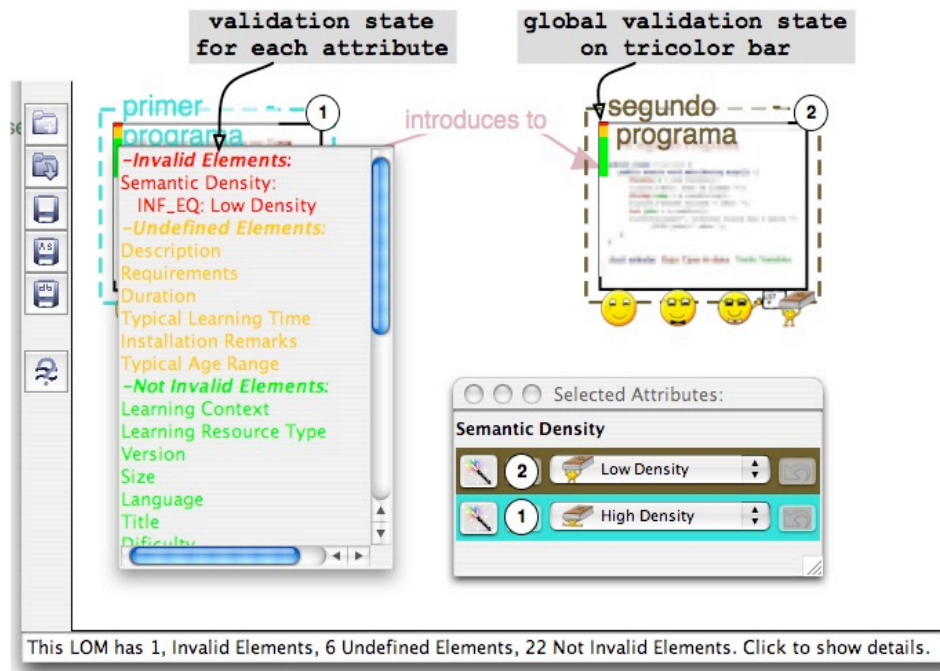 validation state
for each attribute
global validation state
on tricolor bar
primer
programa
1
introduces to
segundo
programa
2
-Invalid Elements:
Semantic Density:
INF_EQ: Low Density
-Undefined Elements:
Description
Requirements
Duration
Typical Learning Time
Installation Remarks
Typical Age Range
-Not Invalid Elements:
Learning Context
Learning Resource Type
Version
Size
Language
Title
Dificulty
Selected Attributes:
Semantic Density
2 Low Density
1 High Density
This LOM has 1, Invalid Elements, 6 Undefined Elements, 22 Not Invalid Elements. Click to show details.